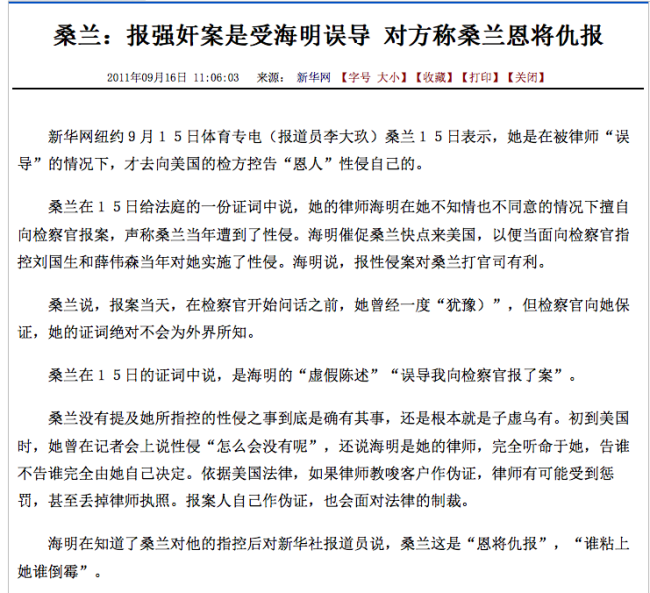 桑兰：报强奸案是受海明误导 对方称桑兰恩将仇报
2011年09月16日 11:06:03 来源： 新华网 【字号 大小】【收藏】【打印】【关闭】
新华网纽约９月１５日体育专电（报道员李大玖）桑兰１５日表示，她是在被律师“误
导”的情况下，才去向美国的检方控告“恩人”性侵自己的。
桑兰在１５日给法庭的一份证词中说，她的律师海明在她不知情也不同意的情况下擅自
向检察官报案，声称桑兰当年遭到了性侵。海明催促桑兰快点来美国，以便当面向检察官指
控刘国生和薛伟森当年对她实施了性侵。海明说，报性侵案对桑兰打官司有利。
桑兰说，报案当天，在检察官开始问话之前，她曾经一度“犹豫）”，但检察官向她保
证，她的证词绝对不会为外界所知。
桑兰在１５日的证词中说，是海明的“虚假陈述”“误导我向检察官报了案”。
桑兰没有提及她所指控的性侵之事到底是确有其事，还是根本就是子虚乌有。初到美国
时，她曾在记者会上说性侵“怎么会没有呢”，还说海明是她的律师，完全听命于她，告谁
不告谁完全由她自己决定。依据美国法律，如果律师教唆客户作伪证，律师有可能受到惩
罚，甚至丢掉律师执照。报案人自己作伪证，也会面对法律的制裁。
海明在知道了桑兰对他的指控后对新华社报道员说，桑兰这是“恩将仇报”，“谁粘上
她谁倒霉”。